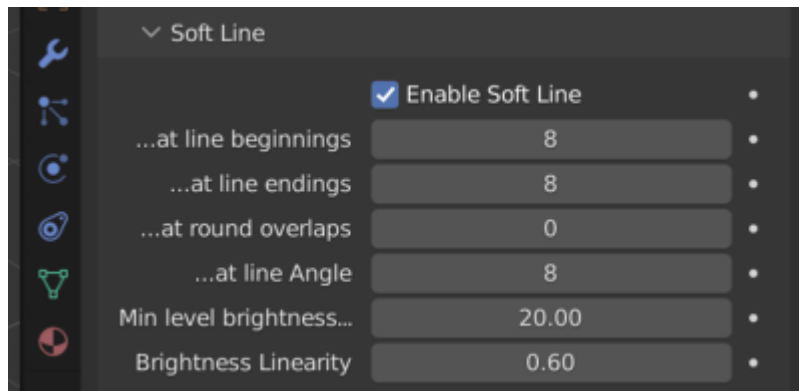 Soft Line
Enable Soft Line
...at line beginnings 8
...at line endings 8
...at round overlaps 0
...at line Angle 8
Min level brightness... 20.00
Brightness Linearity 0.60